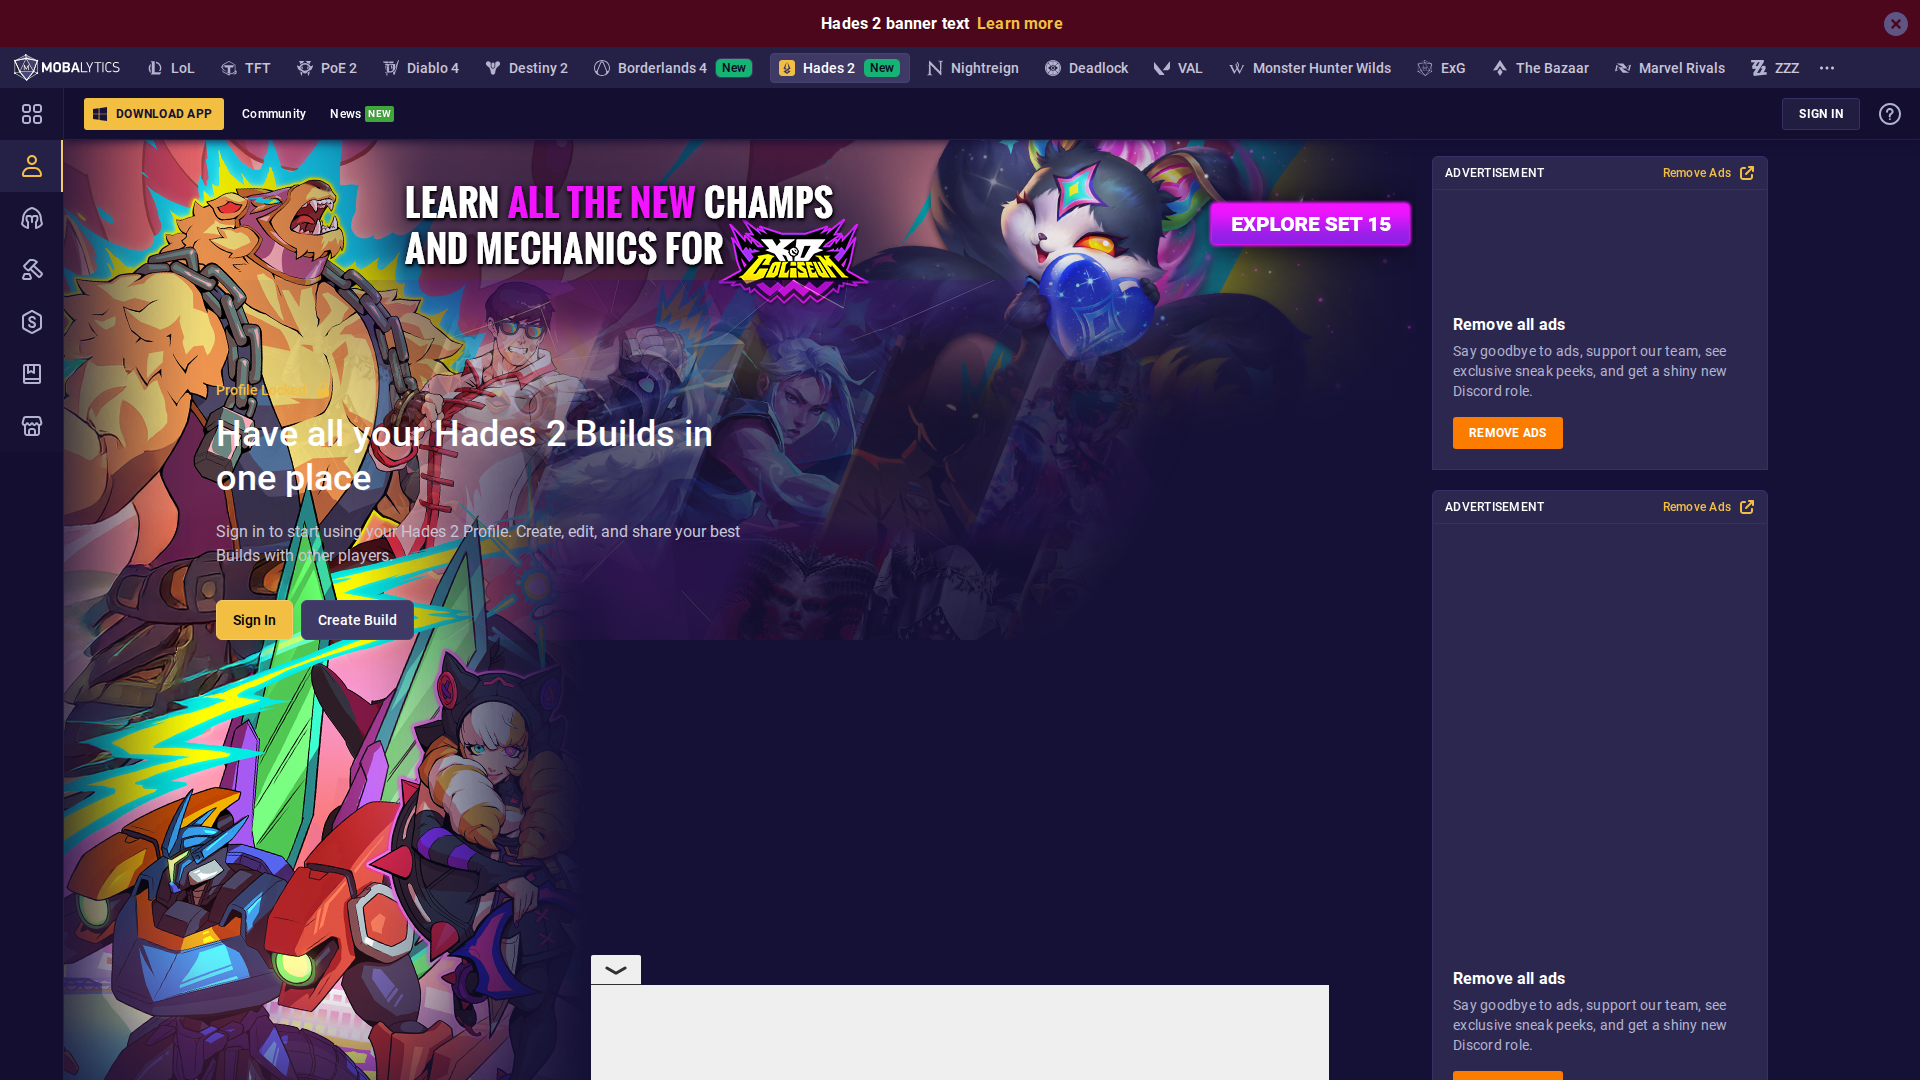 Hades 2 banner text Learn more
MOBALYTICS LoL TFT PoE 2 Diablo 4 Destiny 2 Borderlands 4 New Hades 2 New Nightreign Deadlock VAL Monster Hunter Wilds ExG The Bazaar Marvel Rivals ZZZ
DOWNLOAD APP Community News NEW SIGN IN
LEARN ALL THE NEW CHAMPS
AND MECHANICS FOR K.O. COLISEUM
EXPLORE SET 15
Profile Locked
Have all your Hades 2 Builds in
one place
Sign in to start using your Hades 2 Profile. Create, edit, and share your best
Builds with other players.
Sign In Create Build
ADVERTISEMENT Remove Ads
Remove all ads
Say goodbye to ads, support our team, see
exclusive sneak peeks, and get a shiny new
Discord role.
REMOVE ADS
ADVERTISEMENT Remove Ads
Remove all ads
Say goodbye to ads, support our team, see
exclusive sneak peeks, and get a shiny new
Discord role.